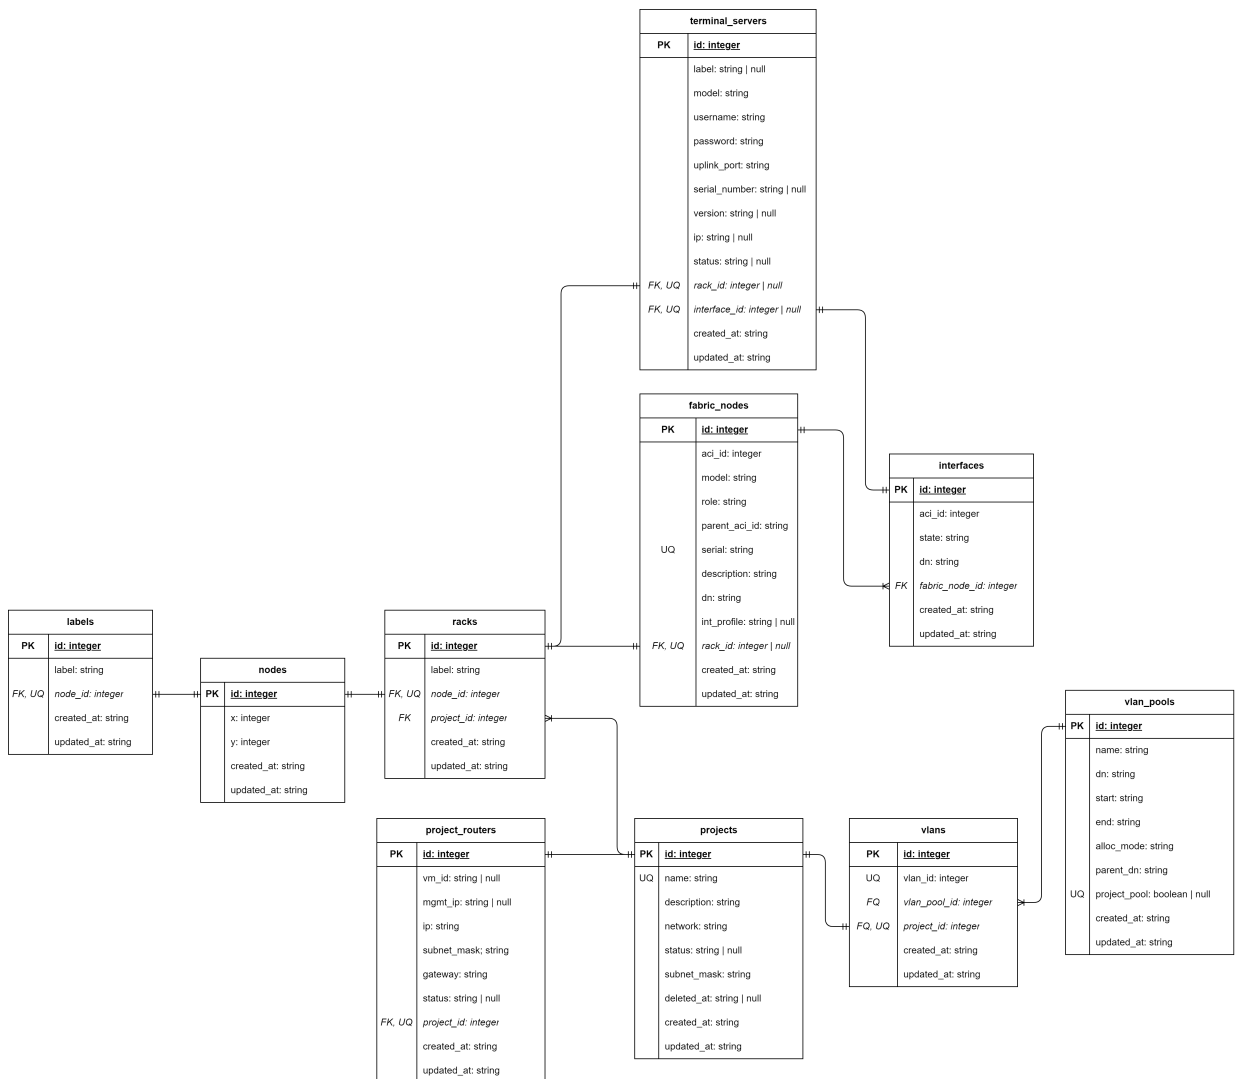 terminal_servers
PK id: integer
label: string | null
model: string
username: string
password: string
uplink_port: string
serial_number: string | null
version: string | null
ip: string | null
status: string | null
FK, UQ rack_id: integer | null
FK, UQ interface_id: integer | null
created_at: string
updated_at: string
fabric_nodes
PK id: integer
aci_id: integer
model: string
role: string
parent_aci_id: string
UQ serial: string
description: string
dn: string
int_profile: string | null
FK, UQ rack_id: integer | null
created_at: string
updated_at: string
interfaces
PK id: integer
aci_id: integer
state: string
dn: string
FK fabric_node_id: integer
created_at: string
updated_at: string
labels
PK id: integer
label: string
FK, UQ node_id: integer
created_at: string
updated_at: string
nodes
PK id: integer
x: integer
y: integer
created_at: string
updated_at: string
racks
PK id: integer
label: string
FK, UQ node_id: integer
FK project_id: integer
created_at: string
updated_at: string
vlan_pools
PK id: integer
name: string
dn: string
start: string
end: string
alloc_mode: string
parent_dn: string
UQ project_pool: boolean | null
created_at: string
updated_at: string
project_routers
PK id: integer
vm_id: string | null
mgmt_ip: string | null
ip: string
subnet_mask; string
gateway: string
status: string | null
FK, UQ project_id: integer
created_at: string
updated_at: string
projects
PK id: integer
UQ name: string
description: string
network: string
status: string | null
subnet_mask: string
deleted_at: string | null
created_at: string
updated_at: string
vlans
PK id: integer
UQ vlan_id: integer
FQ vlan_pool_id: integer
FQ, UQ project_id: integer
created_at: string
updated_at: string